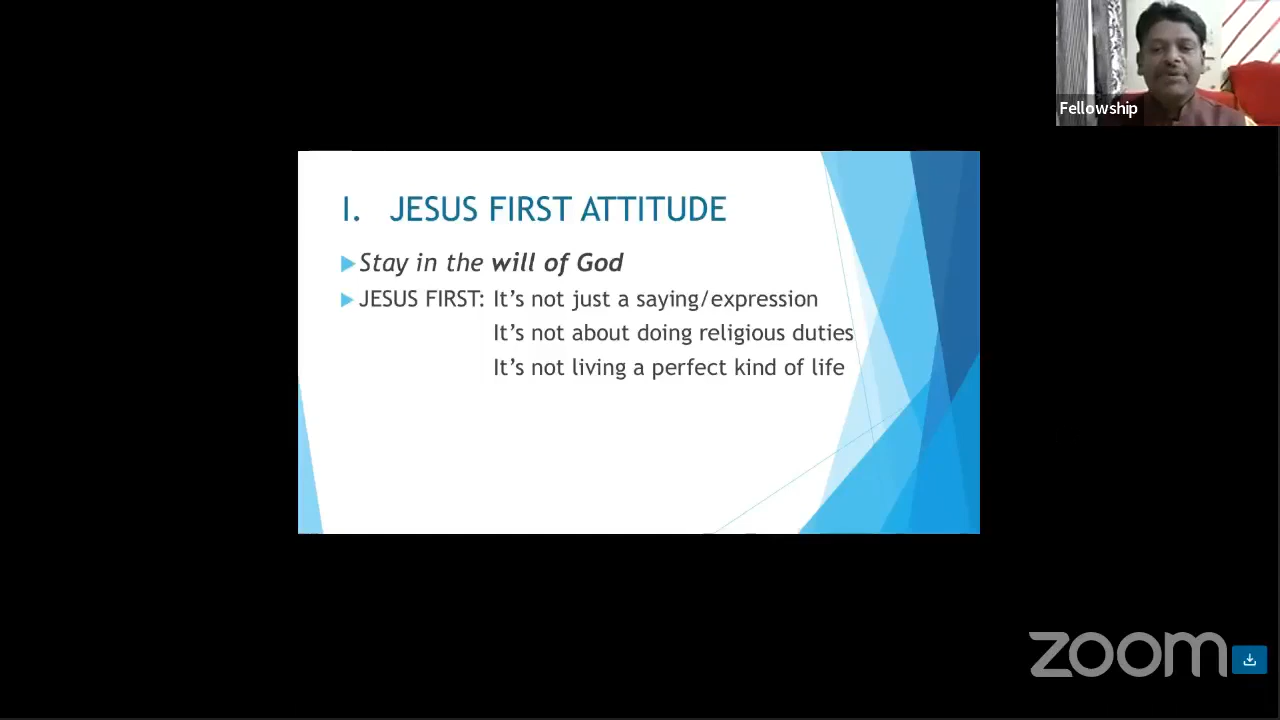 Fellowship
I. JESUS FIRST ATTITUDE
Stay in the will of God
JESUS FIRST: It's not just a saying/expression
It's not about doing religious duties
It's not living a perfect kind of life
zoom